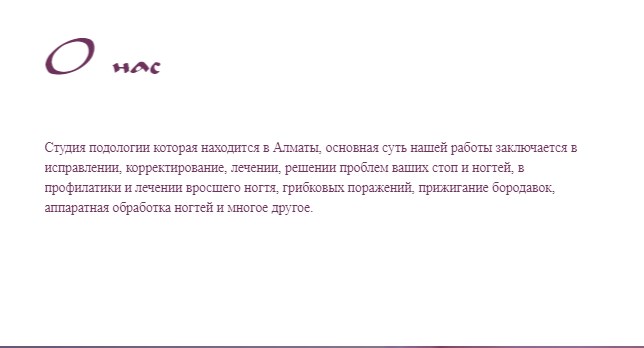 О нас
Студия подологии которая находится в Алматы, основная суть нашей работы заключается в
исправлении, корректирование, лечении, решении проблем ваших стоп и ногтей, в
профилатики и лечении вросшего ногтя, грибковых поражений, прижигание бородавок,
аппаратная обработка ногтей и многое другое.